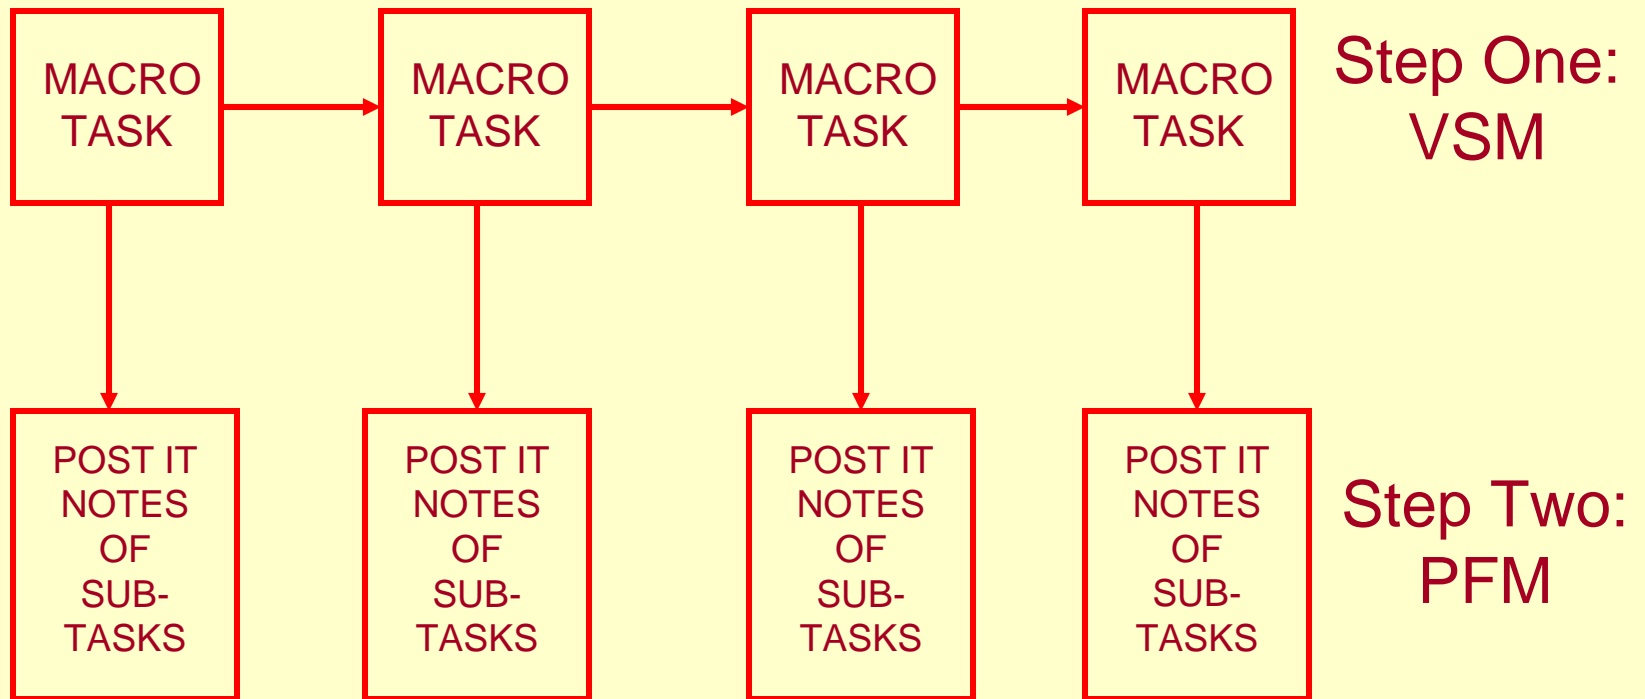 MACRO
TASK
MACRO
TASK
MACRO
TASK
MACRO
TASK
Step One:
VSM
POST IT
NOTES
OF
SUB-
TASKS
POST IT
NOTES
OF
SUB-
TASKS
POST IT
NOTES
OF
SUB-
TASKS
POST IT
NOTES
OF
SUB-
TASKS
Step Two:
PFM